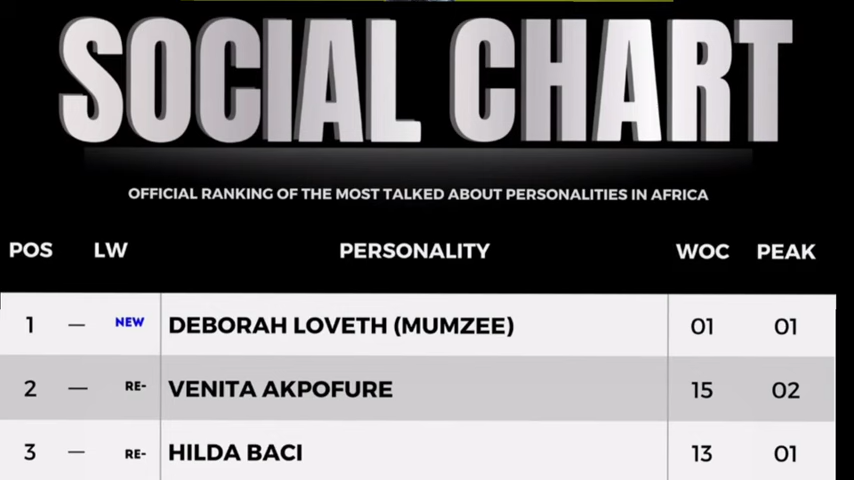 SOCIAL CHART
OFFICIAL RANKING OF THE MOST TALKED ABOUT PERSONALITIES IN AFRICA
POS LW PERSONALITY WOC PEAK
1 — NEW DEBORAH LOVETH (MUMZEE) 01 01
2 — RE- VENITA AKPOFURE 15 02
3 — RE- HILDA BACI 13 01